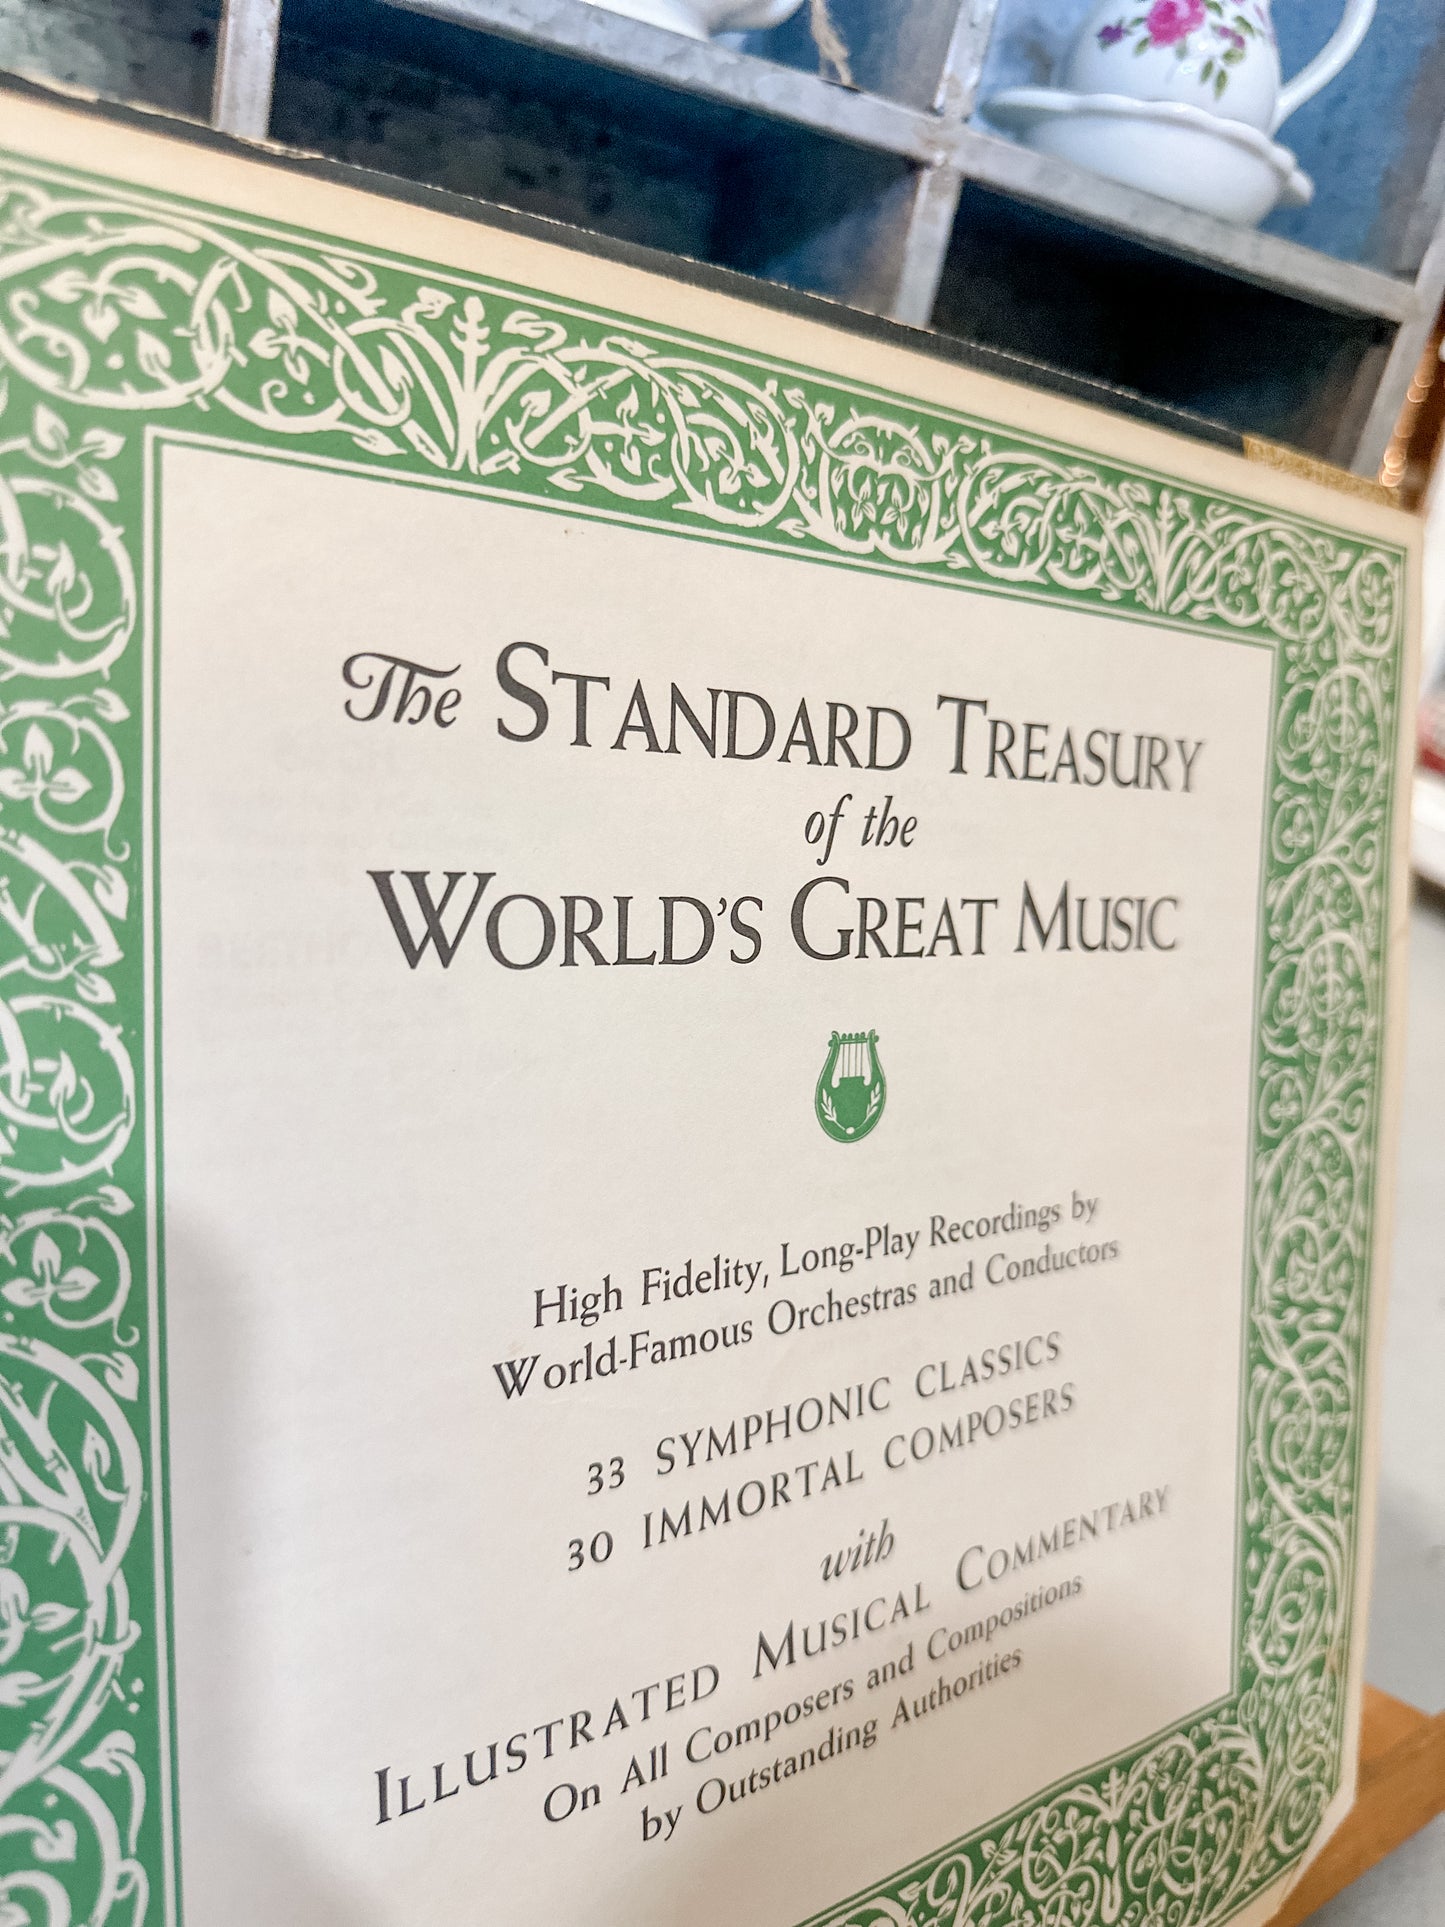 The STANDARD TREASURY
of the
WORLD'S GREAT MUSIC
High Fidelity, Long-Play Recordings by
World-Famous Orchestras and Conductors
33 SYMPHONIC CLASSICS
30 IMMORTAL COMPOSERS
with
ILLUSTRATED MUSICAL COMMENTARY
On All Composers and Compositions
by Outstanding Authorities